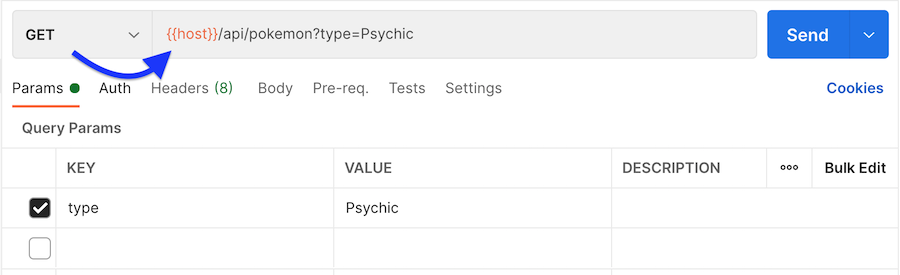 GET {{host}}/api/pokemon?type=Psychic Send
Params Auth Headers (8) Body Pre-req. Tests Settings Cookies
Query Params
KEY VALUE DESCRIPTION ooo Bulk Edit
type Psychic